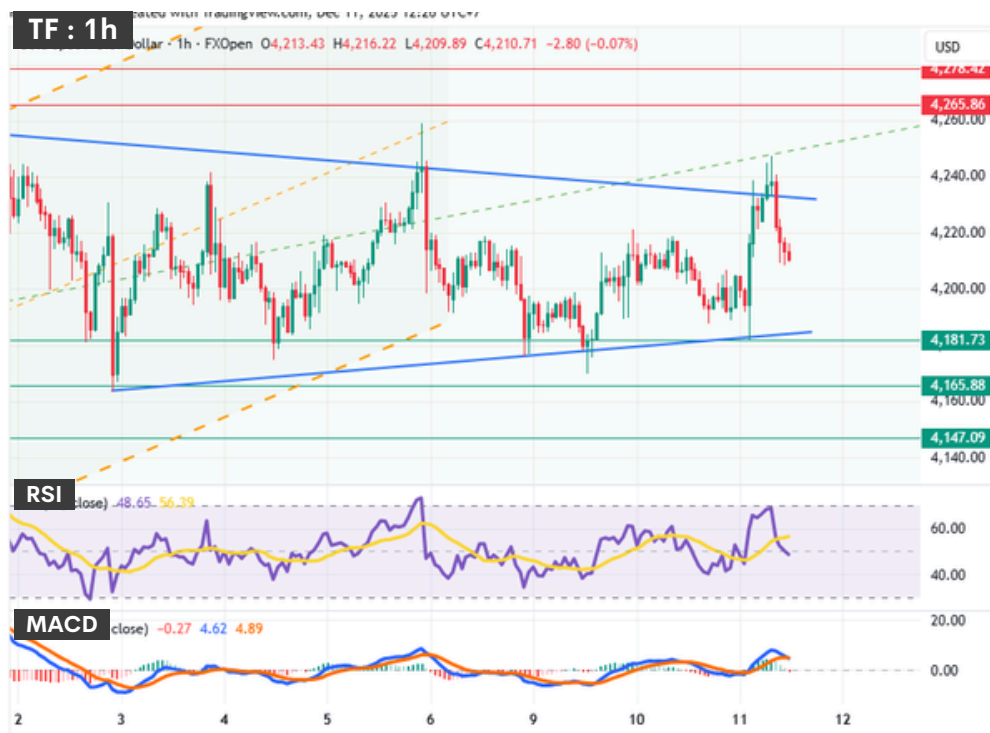 TF : 1h
eated with TradingView.com, Dec 11, 2025 12:26 UTC+7
Dollar · 1h · FXOpen O4,213.43 H4,216.22 L4,209.89 C4,210.71 −2.80 (−0.07%)
USD
4,278.42
4,265.86
4,260.00
4,240.00
4,220.00
4,200.00
4,181.73
4,165.88
4,160.00
4,147.09
4,140.00
RSI
close) 48.65 56.39
60.00
40.00
MACD
close) −0.27 4.62 4.89
20.00
0.00
2 3 4 5 6 9 10 11 12